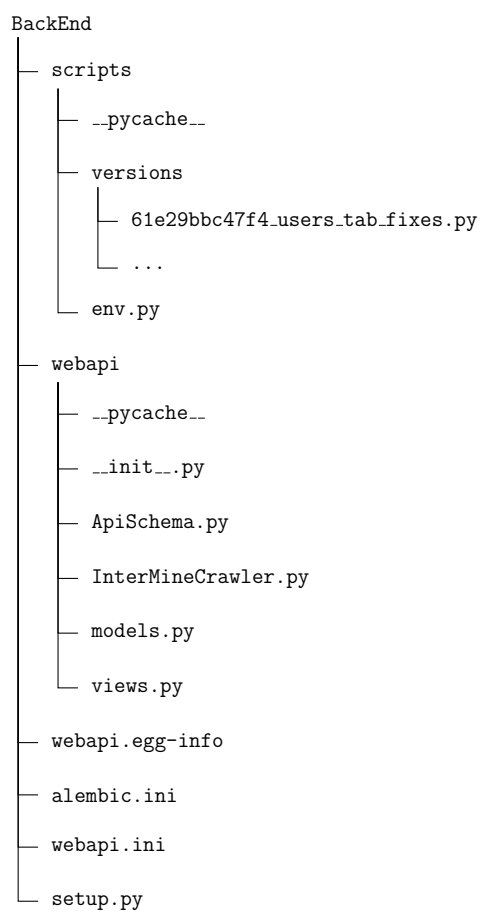 BackEnd
scripts
__pycache__
versions
61e29bbc47f4_users_tab_fixes.py
...
env.py
webapi
__pycache__
__init__.py
ApiSchema.py
InterMineCrawler.py
models.py
views.py
webapi.egg-info
alembic.ini
webapi.ini
setup.py